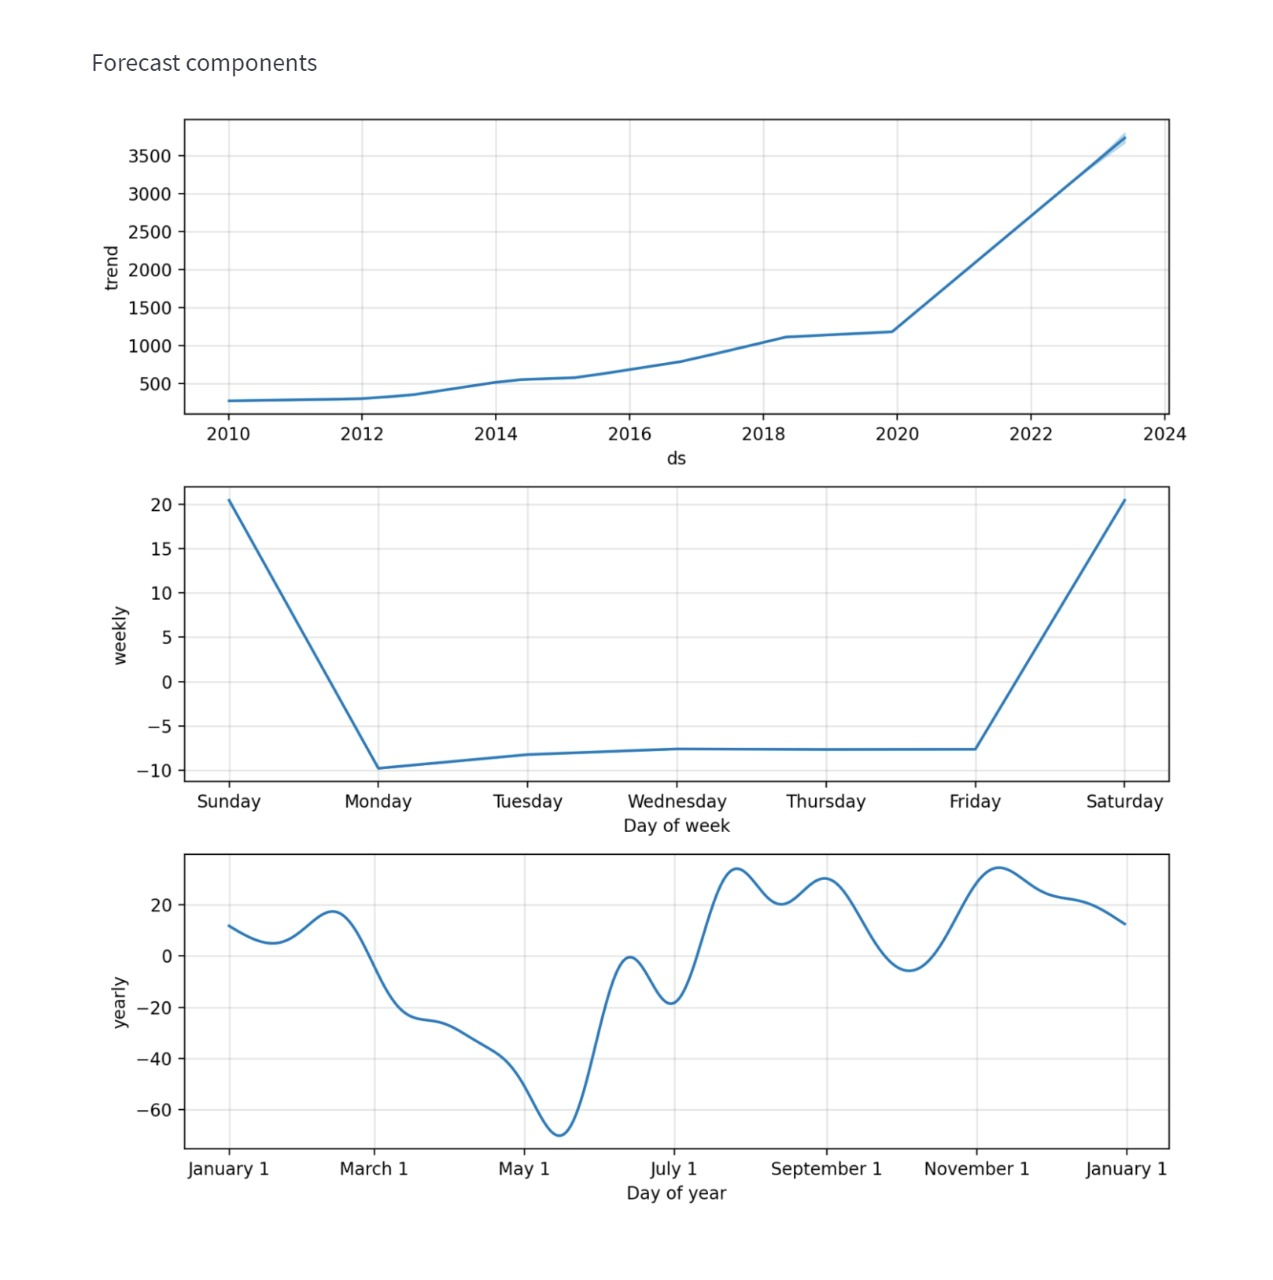 Forecast components
3500
3000
2500
2000
1500
1000
500
trend
2010 2012 2014 2016 2018 2020 2022 2024
ds
20
15
10
5
0
−5
−10
weekly
Sunday Monday Tuesday Wednesday Thursday Friday Saturday
Day of week
20
0
−20
−40
−60
yearly
January 1 March 1 May 1 July 1 September 1 November 1 January 1
Day of year